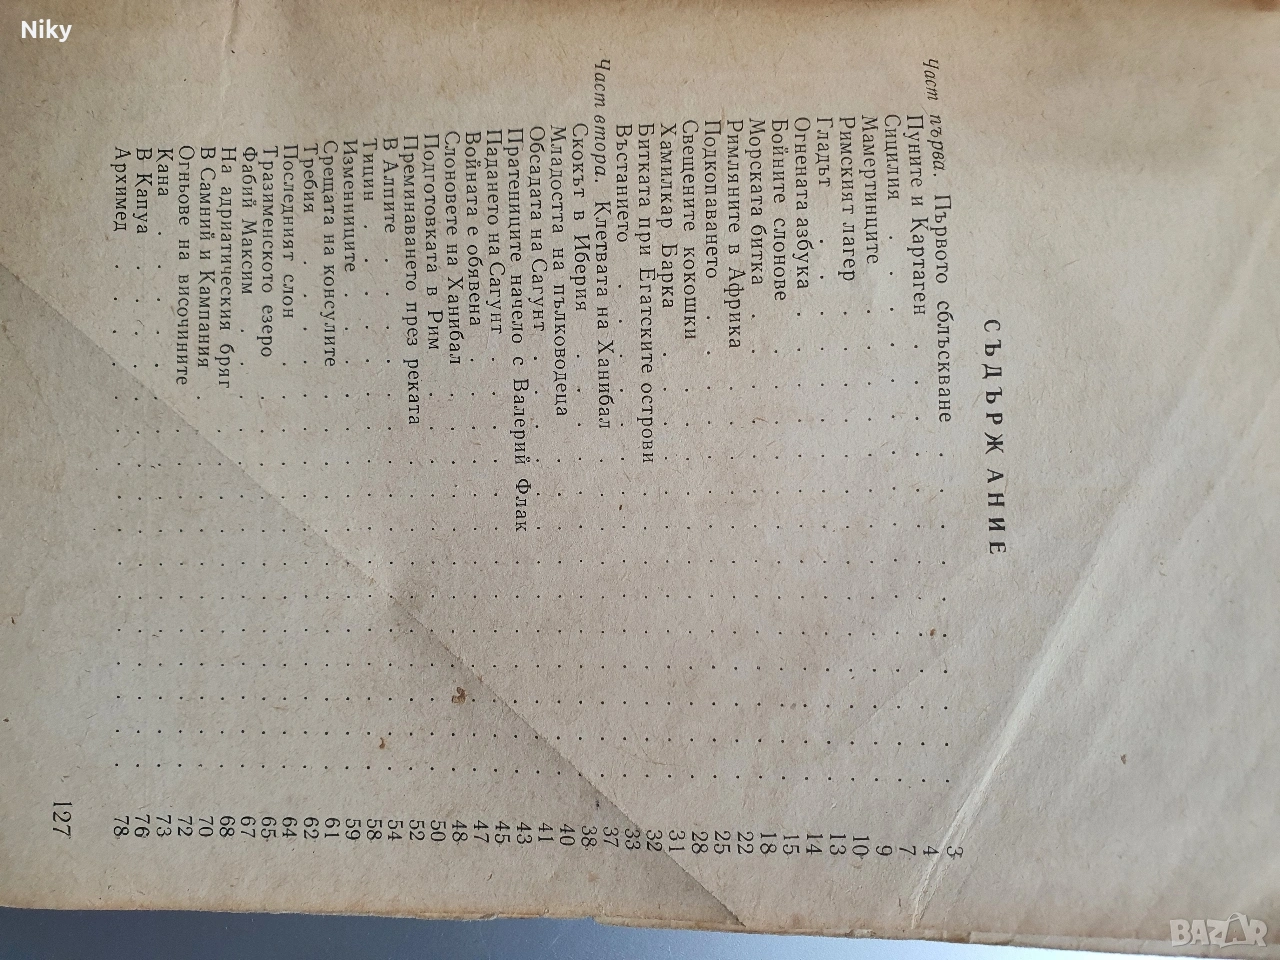 Niky
СЪДЪРЖАНИЕ
Част първа. Първото сблъскване . . . . . . 3
Пуните и Картаген . . . . . . . . 4
Сицилия . . . . . . . . . . 7
Мамертинците . . . . . . . . . 9
Римският лагер . . . . . . . . 10
Гладът . . . . . . . . . . 13
Огнената азбука . . . . . . . . 14
Бойните слонове . . . . . . . . 15
Морската битка . . . . . . . . 18
Римляните в Африка . . . . . . . 22
Подкопаването . . . . . . . . 25
Свещените кокошки . . . . . . . 28
Хамилкар Барка . . . . . . . . 31
Битката при Егатските острови . . . . . 32
Въстанието . . . . . . . . . 33
Част втора. Клетвата на Ханибал . . . . . 37
Скокът в Иберия . . . . . . . . 38
Младостта на пълководеца . . . . . . 40
Обсадата на Сагунт . . . . . . . 41
Пратениците начело с Валерий Флак . . . . 43
Падането на Сагунт . . . . . . . 45
Войната е обявена . . . . . . . 47
Слоновете на Ханибал . . . . . . . 48
Подготовката в Рим . . . . . . . 50
Преминаването през реката . . . . . . 52
В Алпите . . . . . . . . . . 54
Тицин . . . . . . . . . . 58
Изменниците . . . . . . . . . 59
Срещата на консулите . . . . . . . 61
Требия . . . . . . . . . . 62
Последният слон . . . . . . . . 64
Тразименското езеро . . . . . . . 65
Фабий Максим . . . . . . . . 67
На адриатическия бряг . . . . . . 68
В Самний и Кампания . . . . . . . 70
Огньове на височините . . . . . . 72
Кана . . . . . . . . . . 73
В Капуа . . . . . . . . . . 76
Архимед . . . . . . . . . . 78
127
BAZAR